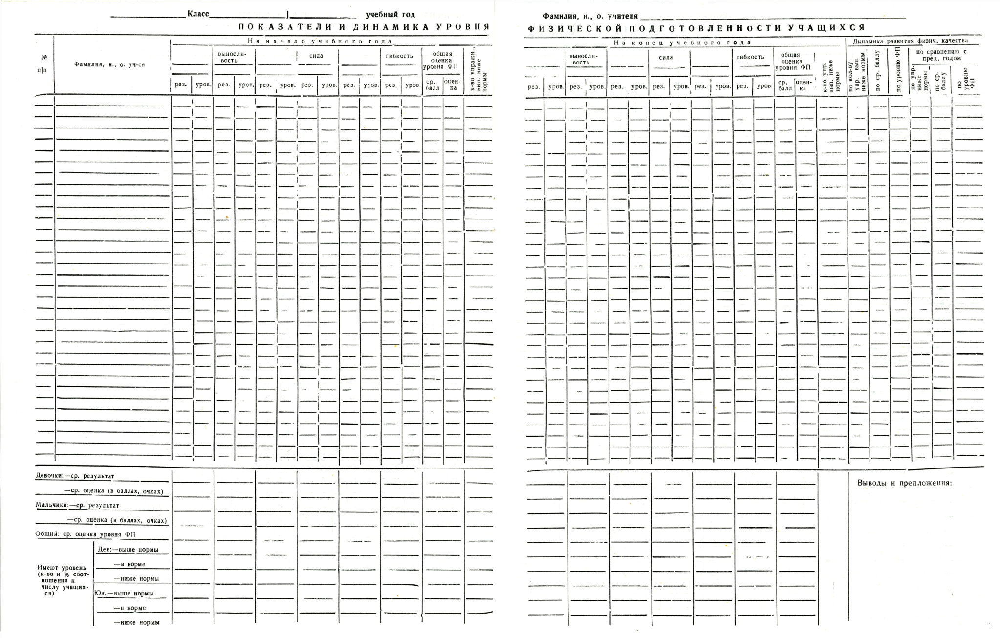 Класс ] учебный год
ПОКАЗАТЕЛИ И ДИНАМИКА УРОВНЯ
№
п]п
Фамилия, и., о. уч-ся
На начало учебного года
выносли-
вость
сила
гибкость
общая
оценка
уровня ФП
к-во упражн.,
вып. ниже
нормы
рез. уров. рез. уров. рез. уров. рез. уров. рез. уров. рез. уров. ср. балл оцен-
ка
Девочки:—ср. результат
—ср. оценка (в баллах, очках)
Мальчики:—ср. результат
—ср. оценка (в баллах, очках)
Общий: ср. оценка уровня ФП
Имеют уровень
(к-во и % соот-
ношения к
числу учащих-
ся)
Дев:—выше нормы
—в норме
—ниже нормы
Юн.—выше нормы
—в норме
—ниже нормы
Фамилия, и., о. учителя
ФИЗИЧЕСКОЙ ПОДГОТОВЛЕННОСТИ УЧАЩИХСЯ
На конец учебного года
Динамика развития физич. качества
выносли-
вость
сила
гибкость
общая
оценка
уровня ФП
к-во упр.
вып. ниже
нормы
по кол-ву
упр. вып.
ниже нормы
по ср. баллу
по уровню ФП
по сравнению с
пред. годом
по упр.
ниже
нормы
по ср.
баллу
по
уровню
ФП
рез. уров. рез. уров. рез. уров. рез. уров. рез. уров. рез. уров. ср. балл оцен-
ка
Выводы и предложения: